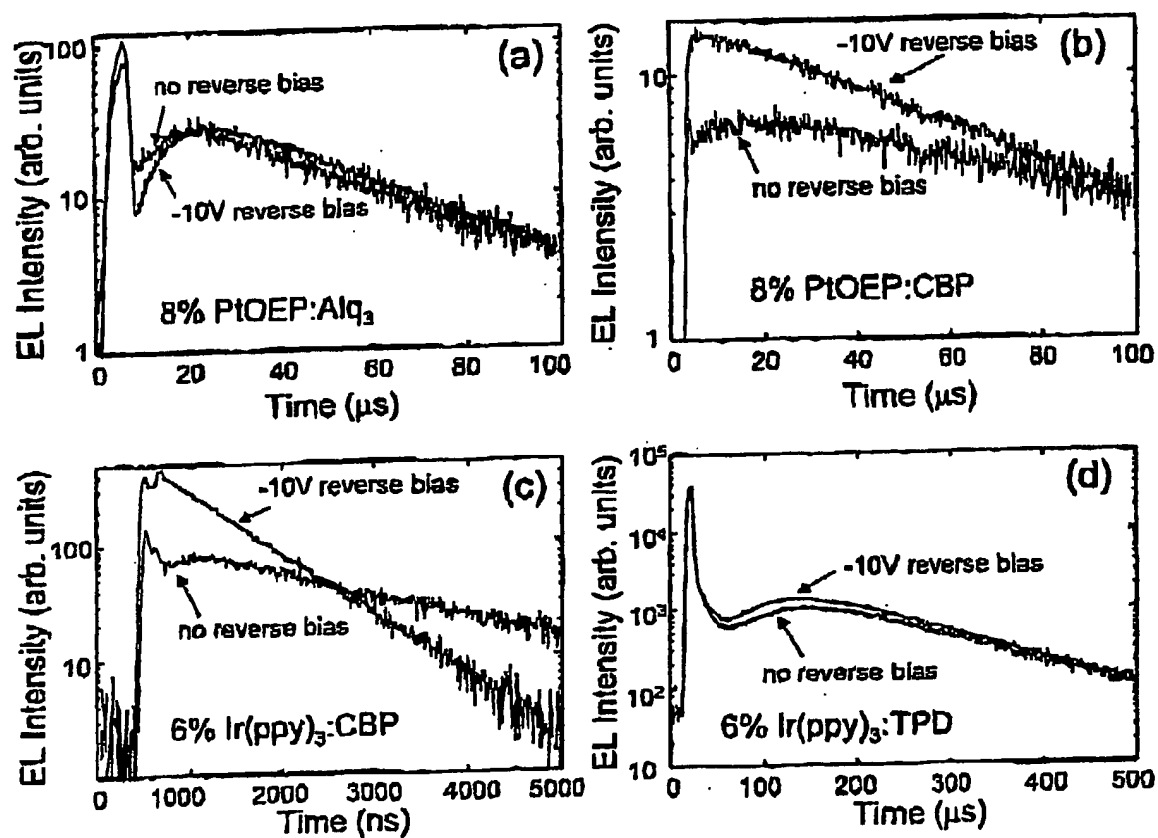 (a)
EL Intensity (arb. units)
100
10
1
no reverse bias
-10V reverse bias
8% PtOEP:Alq₃
0 20 40 60 80 100
Time (μs)
(b)
EL Intensity (arb. units)
10
1
-10V reverse bias
no reverse bias
8% PtOEP:CBP
0 20 40 60 80 100
Time (μs)
(c)
EL Intensity (arb. units)
100
10
-10V reverse bias
no reverse bias
6% Ir(ppy)₃:CBP
0 1000 2000 3000 4000 5000
Time (ns)
(d)
EL Intensity (arb. units)
10⁵
10⁴
10³
10²
10
-10V reverse bias
no reverse bias
6% Ir(ppy)₃:TPD
0 100 200 300 400 500
Time (μs)